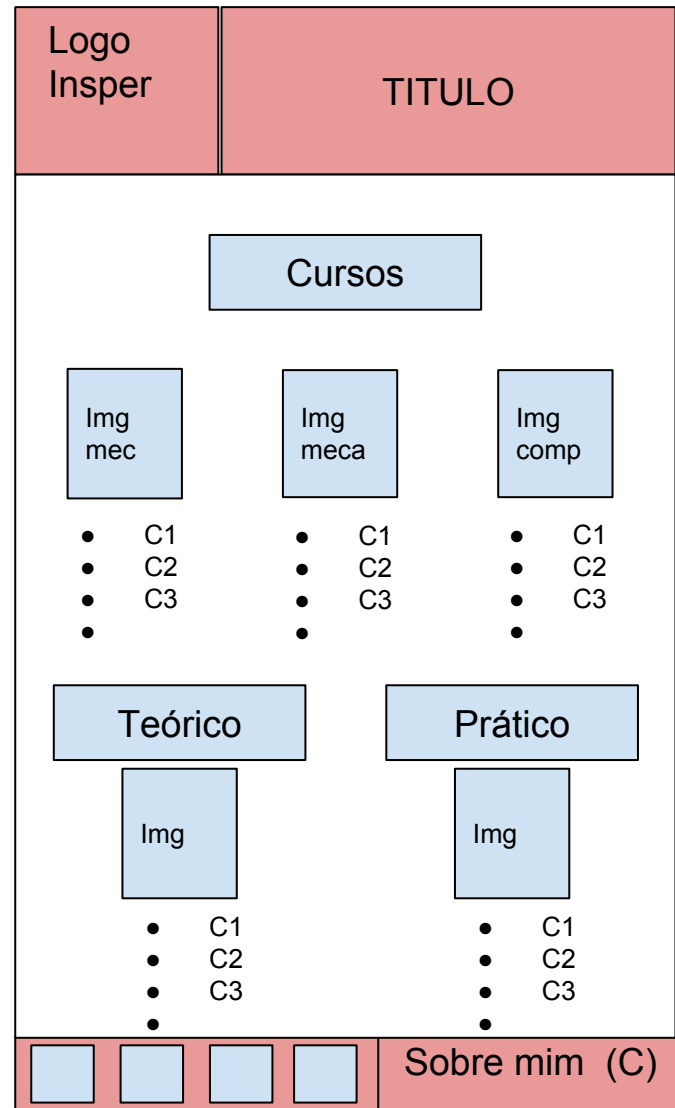 Logo
Insper
TITULO
Cursos
Img
mec
Img
meca
Img
comp
● C1
● C2
● C3
●
● C1
● C2
● C3
●
● C1
● C2
● C3
●
Teórico
Prático
Img
Img
● C1
● C2
● C3
●
● C1
● C2
● C3
●
Sobre mim (C)